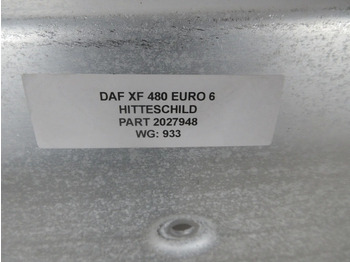 DAF XF 480 EURO 6
HITTESCHILD
PART 2027948
WG: 933